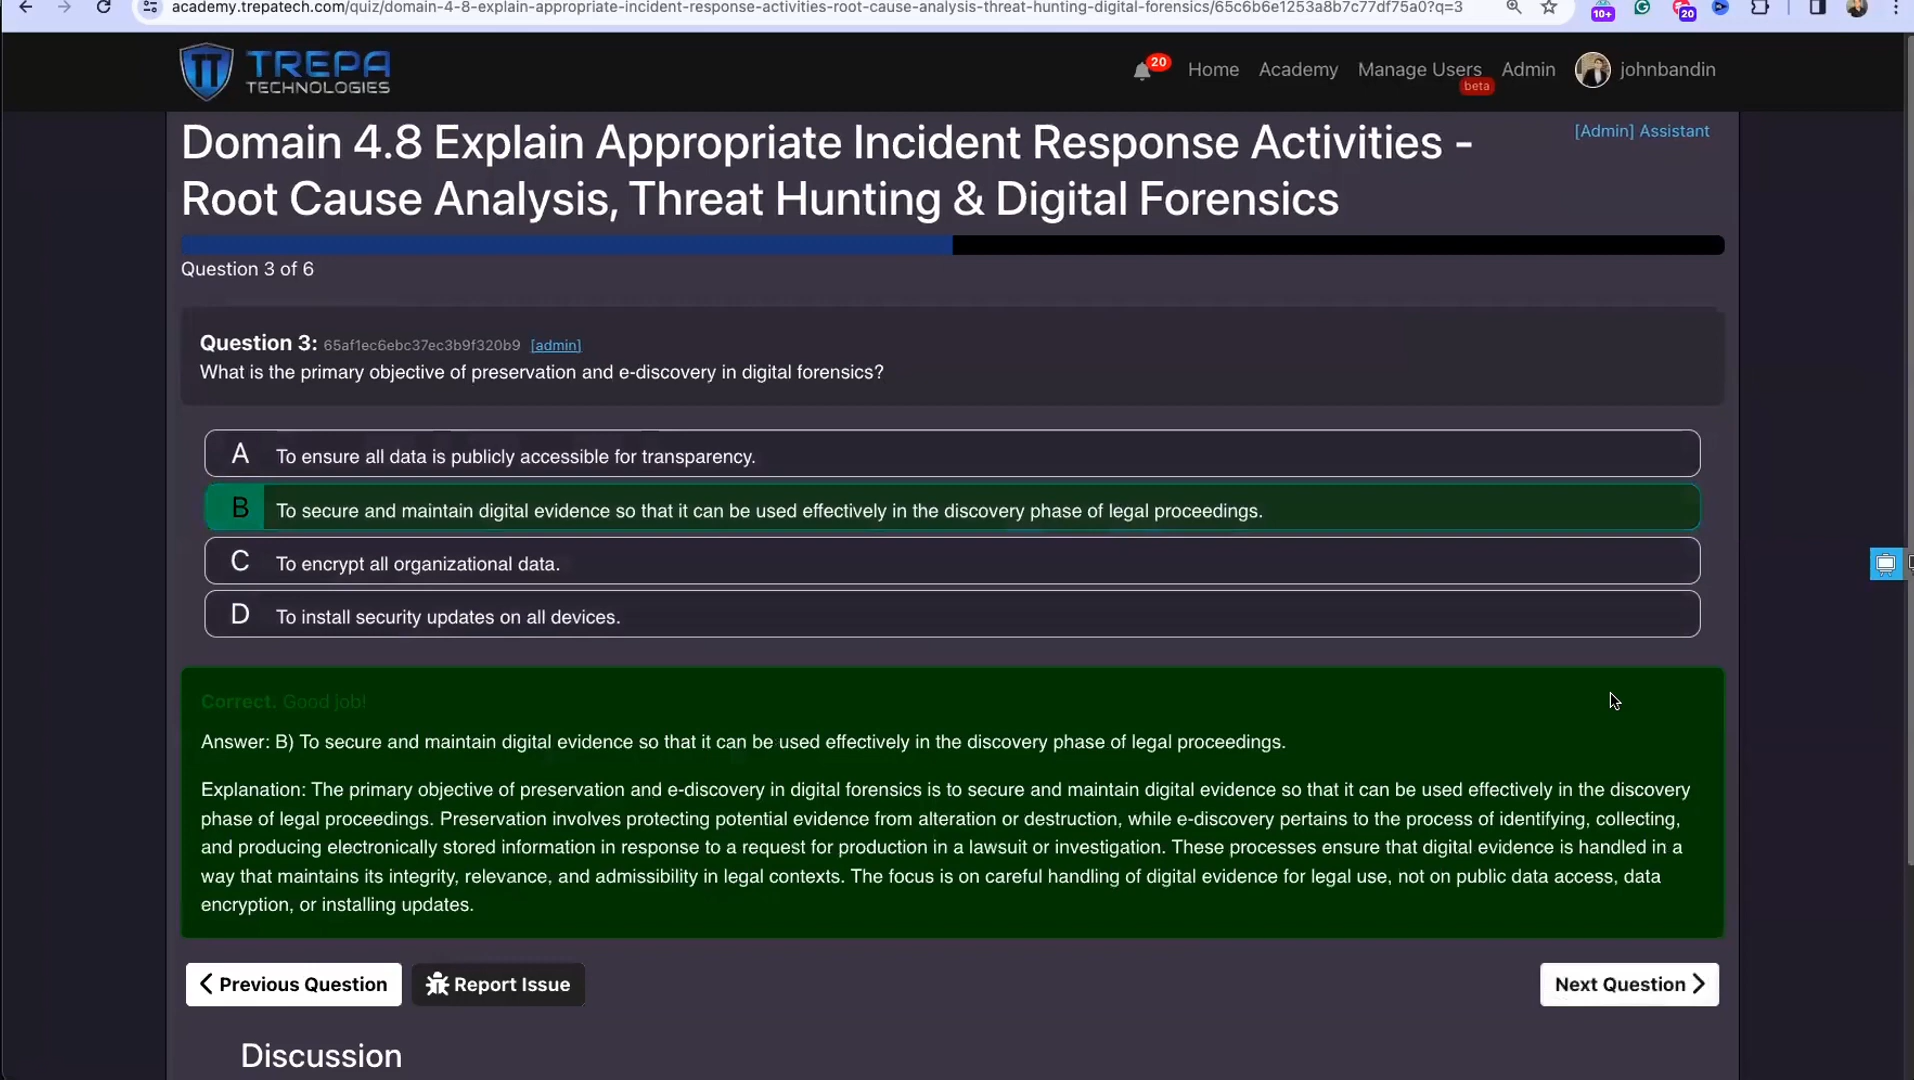 academy.trepatech.com/quiz/domain-4-8-explain-appropriate-incident-response-activities-root-cause-analysis-threat-hunting-digital-forensics/65c6b6e1253a8b7c77df75a0?q=3
10+
20
TREPA
TECHNOLOGIES
20
Home
Academy
Manage Users
beta
Admin
johnbandin
Domain 4.8 Explain Appropriate Incident Response Activities -
Root Cause Analysis, Threat Hunting & Digital Forensics
[Admin] Assistant
Question 3 of 6
Question 3: 65af1ec6ebc37ec3b9f320b9 [admin]
What is the primary objective of preservation and e-discovery in digital forensics?
A To ensure all data is publicly accessible for transparency.
B To secure and maintain digital evidence so that it can be used effectively in the discovery phase of legal proceedings.
C To encrypt all organizational data.
D To install security updates on all devices.
Correct. Good job!
Answer: B) To secure and maintain digital evidence so that it can be used effectively in the discovery phase of legal proceedings.
Explanation: The primary objective of preservation and e-discovery in digital forensics is to secure and maintain digital evidence so that it can be used effectively in the discovery
phase of legal proceedings. Preservation involves protecting potential evidence from alteration or destruction, while e-discovery pertains to the process of identifying, collecting,
and producing electronically stored information in response to a request for production in a lawsuit or investigation. These processes ensure that digital evidence is handled in a
way that maintains its integrity, relevance, and admissibility in legal contexts. The focus is on careful handling of digital evidence for legal use, not on public data access, data
encryption, or installing updates.
Previous Question
Report Issue
Next Question
Discussion